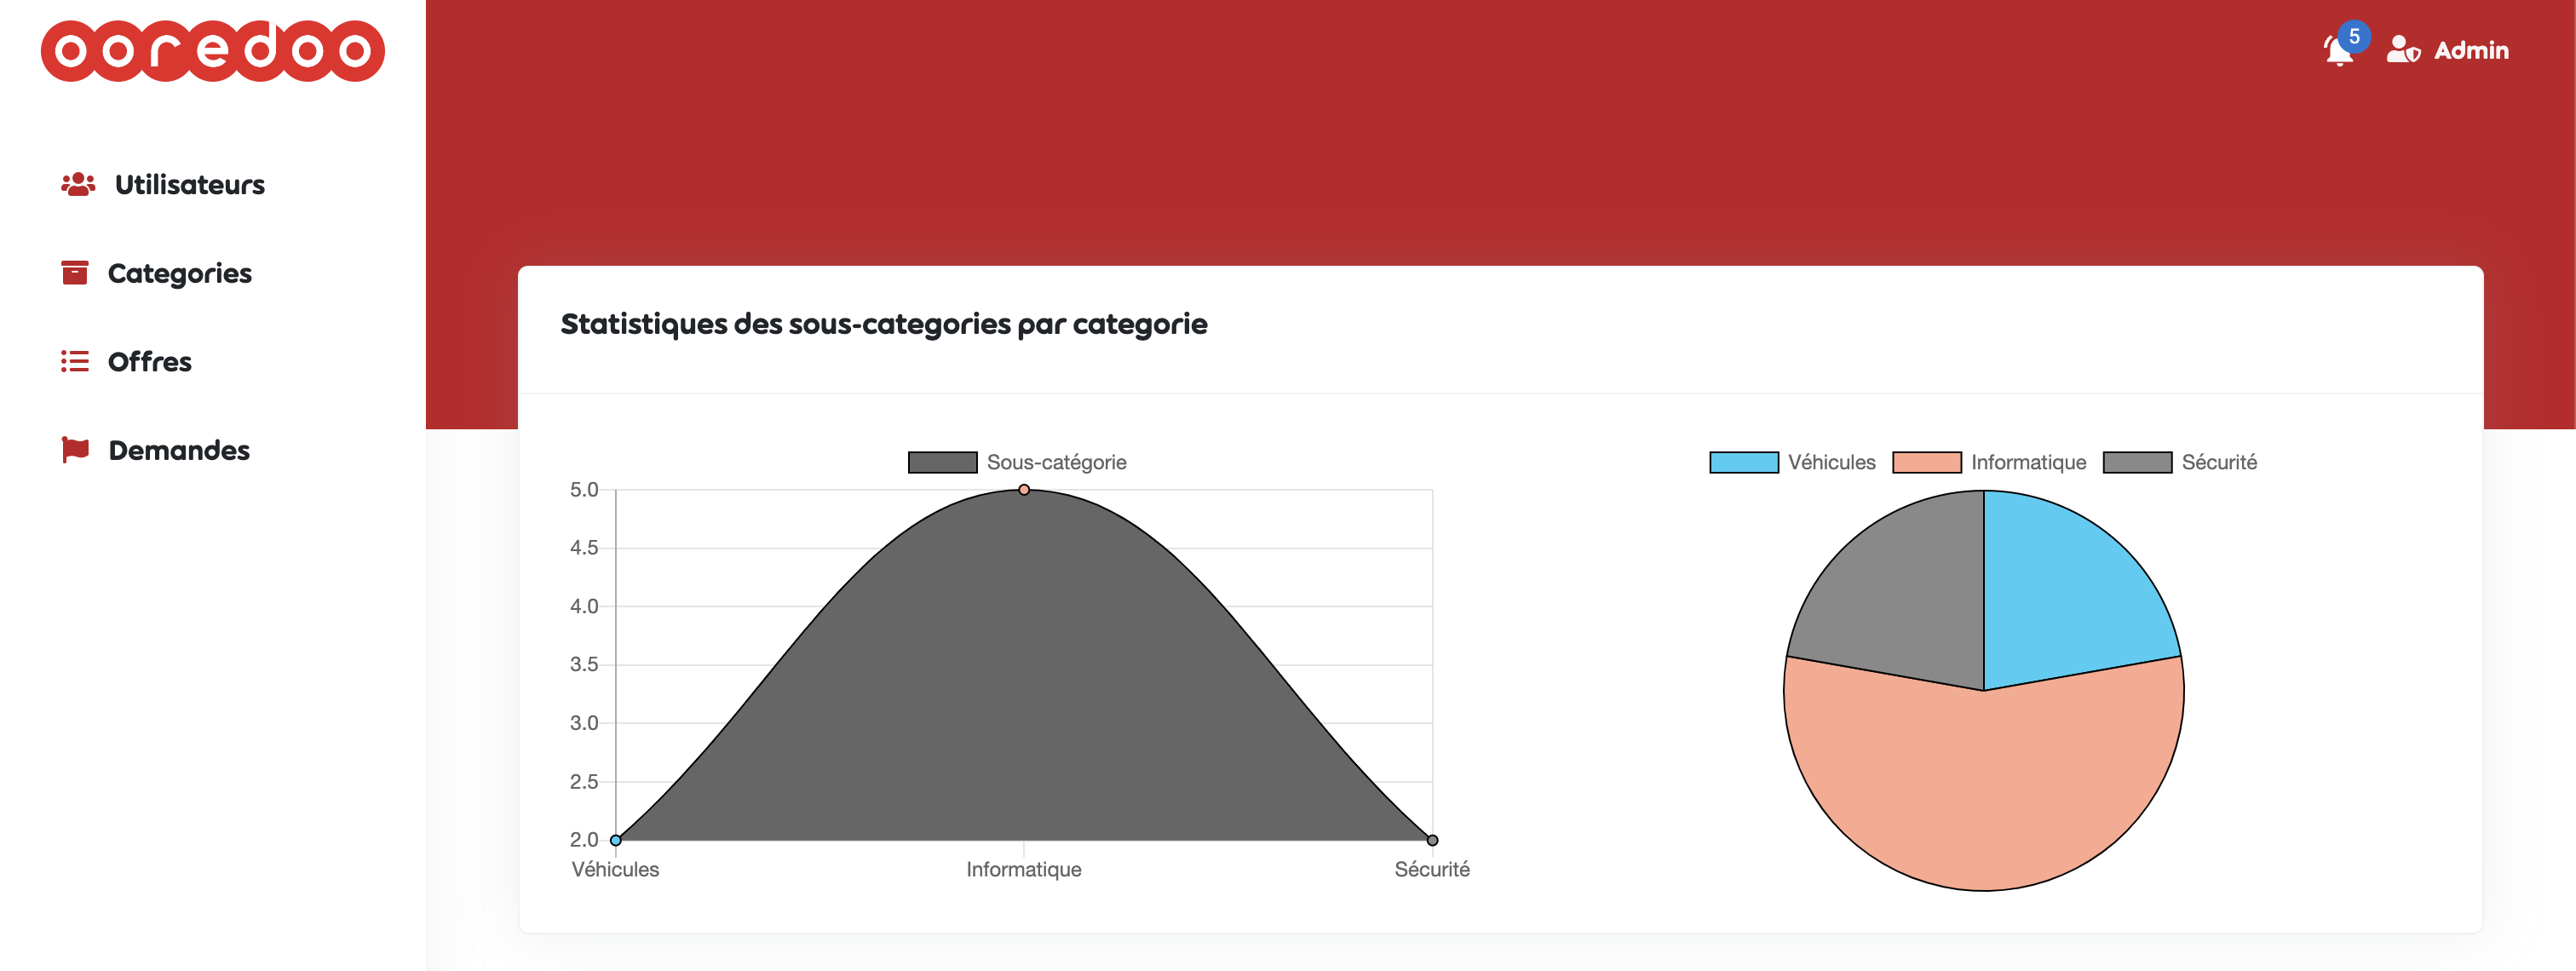 ooredoo
5
Admin
Utilisateurs
Categories
Offres
Demandes
Statistiques des sous-categories par categorie
Sous-catégorie
5.0
4.5
4.0
3.5
3.0
2.5
2.0
Véhicules Informatique Sécurité
Véhicules Informatique Sécurité